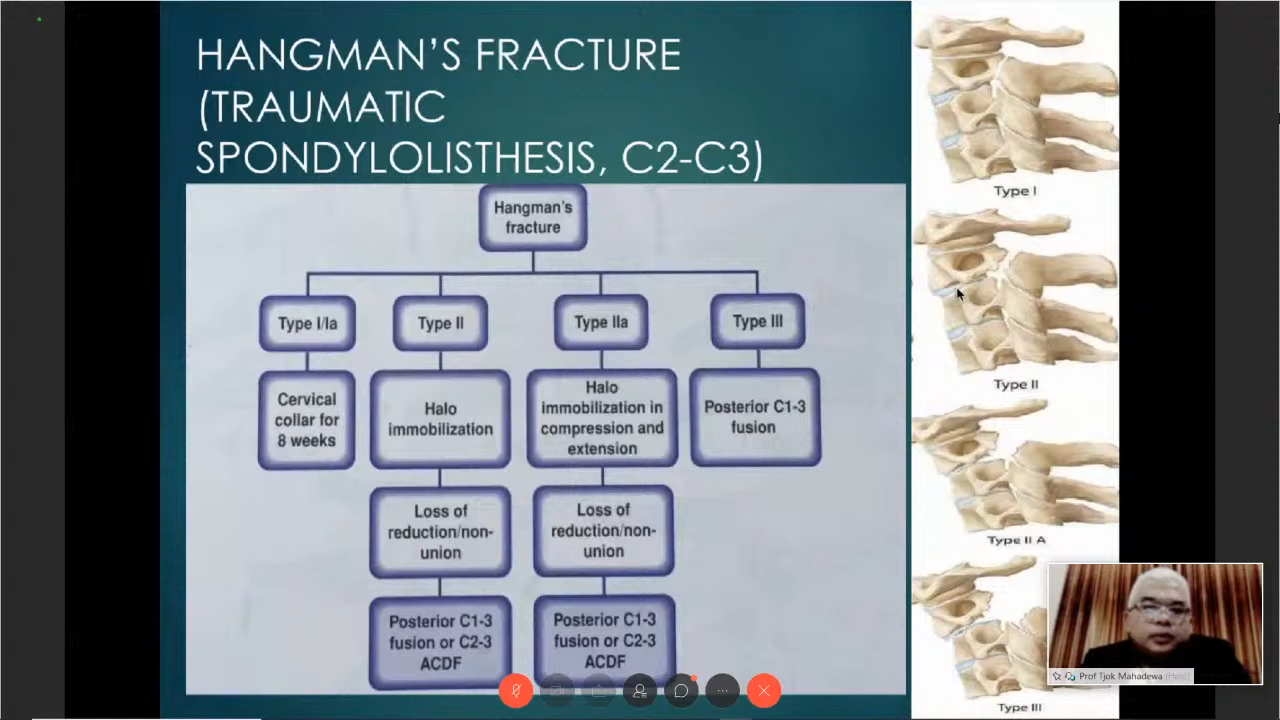 HANGMAN'S FRACTURE
(TRAUMATIC
SPONDYLOLISTHESIS, C2-C3)
Hangman's
fracture
Type I/Ia
Type II
Type IIa
Type III
Cervical
collar for
8 weeks
Halo
immobilization
Halo
immobilization in
compression and
extension
Posterior C1-3
fusion
Loss of
reduction/non-
union
Loss of
reduction/non-
union
Posterior C1-3
fusion or C2-3
ACDF
Posterior C1-3
fusion or C2-3
ACDF
Type I
Type II
Type II A
Type III
Prof Tjok Mahadewa (Host)